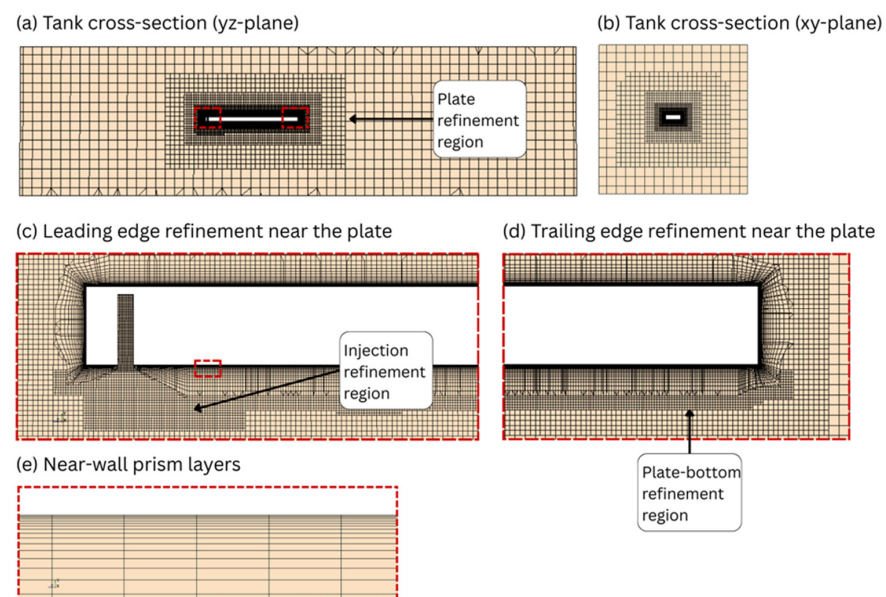 (a) Tank cross-section (yz-plane)
(b) Tank cross-section (xy-plane)
Plate
refinement
region
(c) Leading edge refinement near the plate
(d) Trailing edge refinement near the plate
Injection
refinement
region
(e) Near-wall prism layers
Plate-bottom
refinement
region